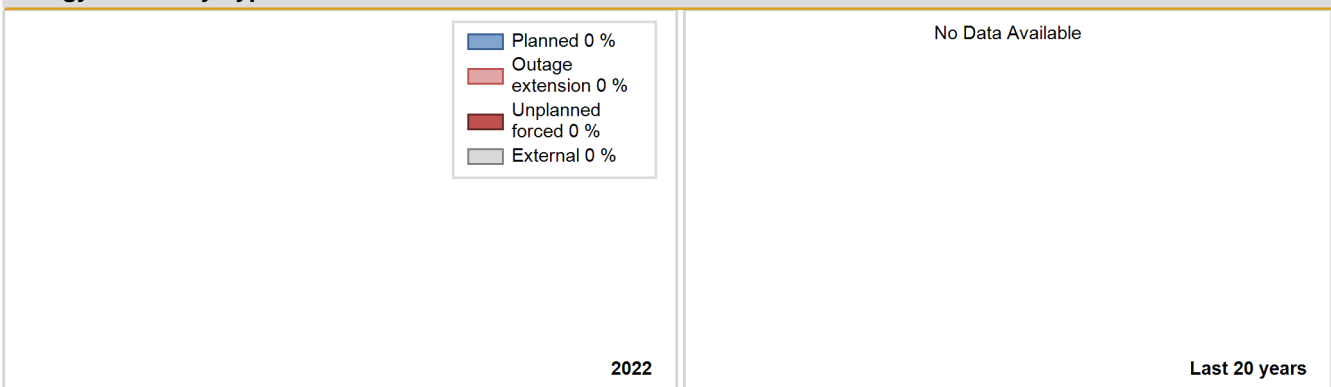 Planned 0 %
Outage
extension 0 %
Unplanned
forced 0 %
External 0 %
2022
No Data Available
Last 20 years